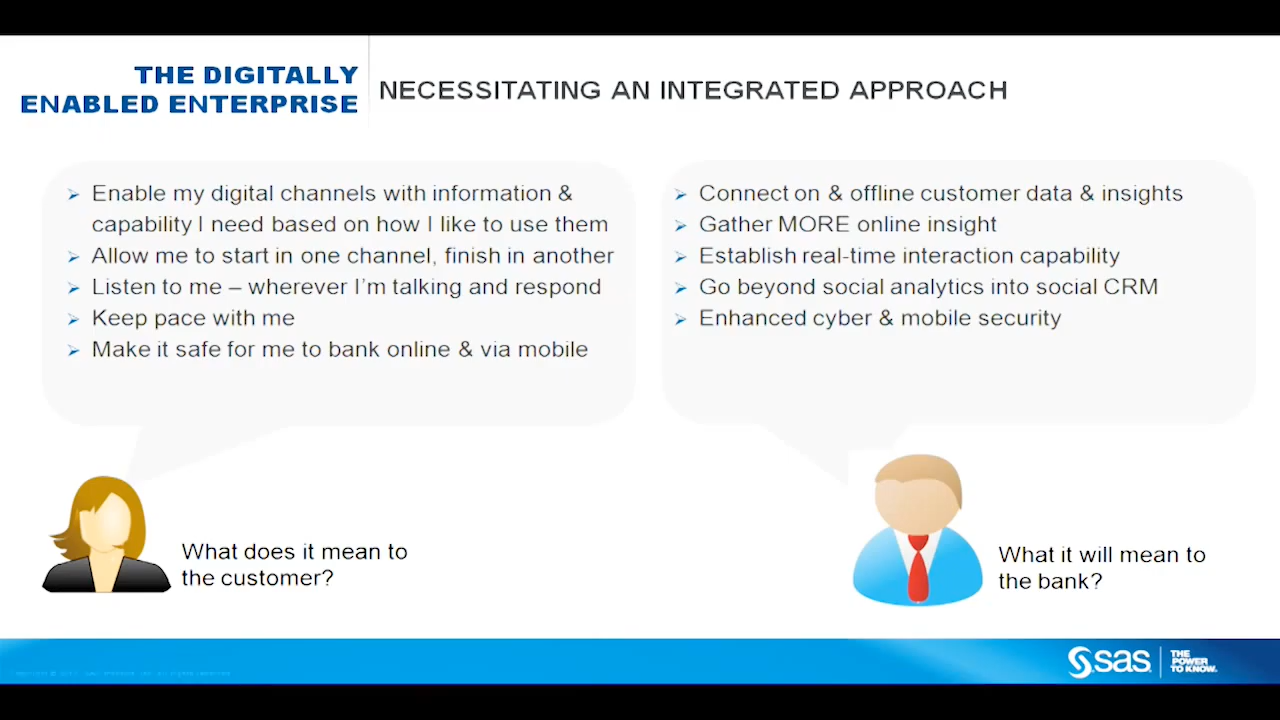 THE DIGITALLY
ENABLED ENTERPRISE
NECESSITATING AN INTEGRATED APPROACH
Enable my digital channels with information &
capability I need based on how I like to use them
Allow me to start in one channel, finish in another
Listen to me – wherever I'm talking and respond
Keep pace with me
Make it safe for me to bank online & via mobile
Connect on & offline customer data & insights
Gather MORE online insight
Establish real-time interaction capability
Go beyond social analytics into social CRM
Enhanced cyber & mobile security
What does it mean to
the customer?
What it will mean to
the bank?
sas
THE
POWER
TO KNOW.